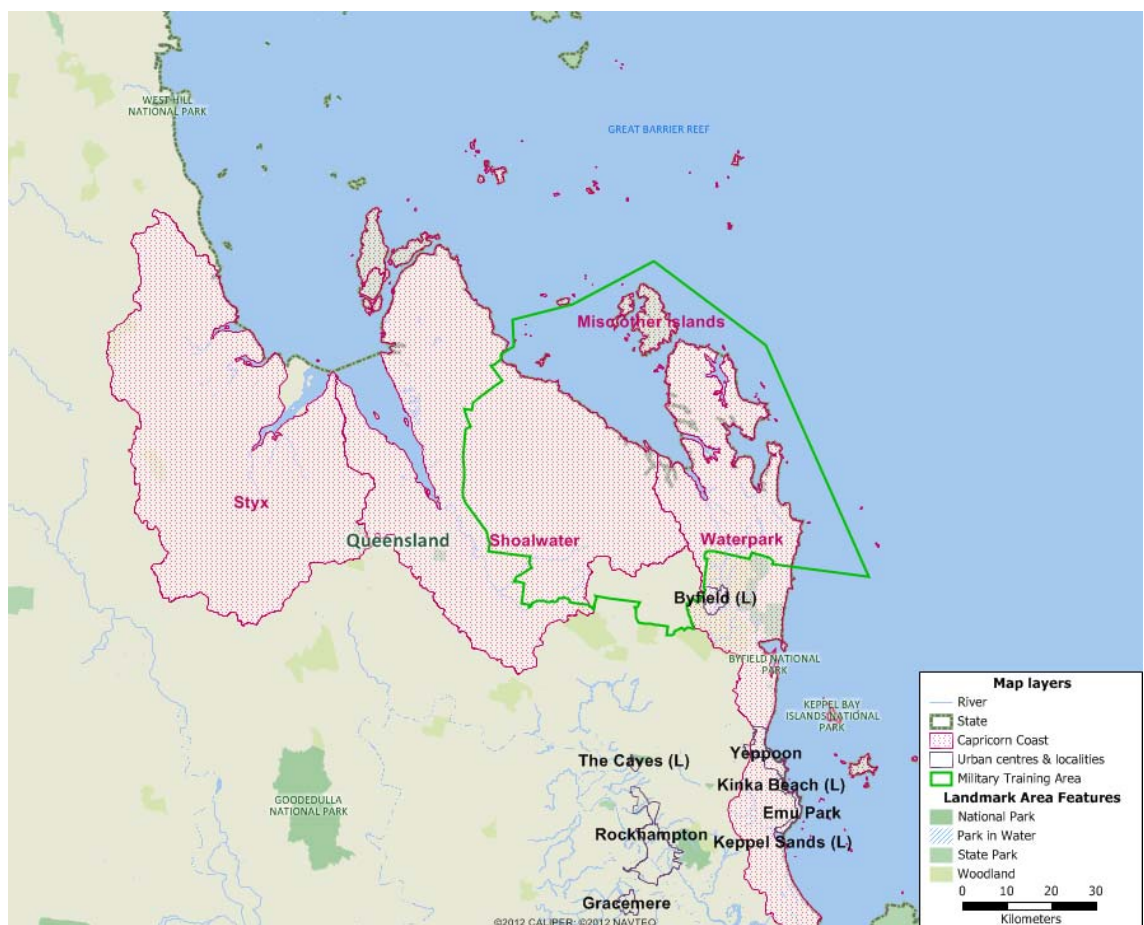 WEST HILL
NATIONAL PARK
GREAT BARRIER REEF
Misc/other islands
Styx
Queensland
Shoalwater
Waterpark
Byfield (L)
BYFIELD NATIONAL
PARK
KEPPEL BAY
ISLANDS NATIONAL
PARK
Yeppoon
The Caves (L)
Kinka Beach (L)
GOODEDULLA
NATIONAL PARK
Emu Park
Rockhampton
Keppel Sands (L)
Gracemere
©2012 CALIPER; ©2012 NAVTEQ
Map layers
River
State
Capricorn Coast
Urban centres & localities
Military Training Area
Landmark Area Features
National Park
Park in Water
State Park
Woodland
0 10 20 30
Kilometers